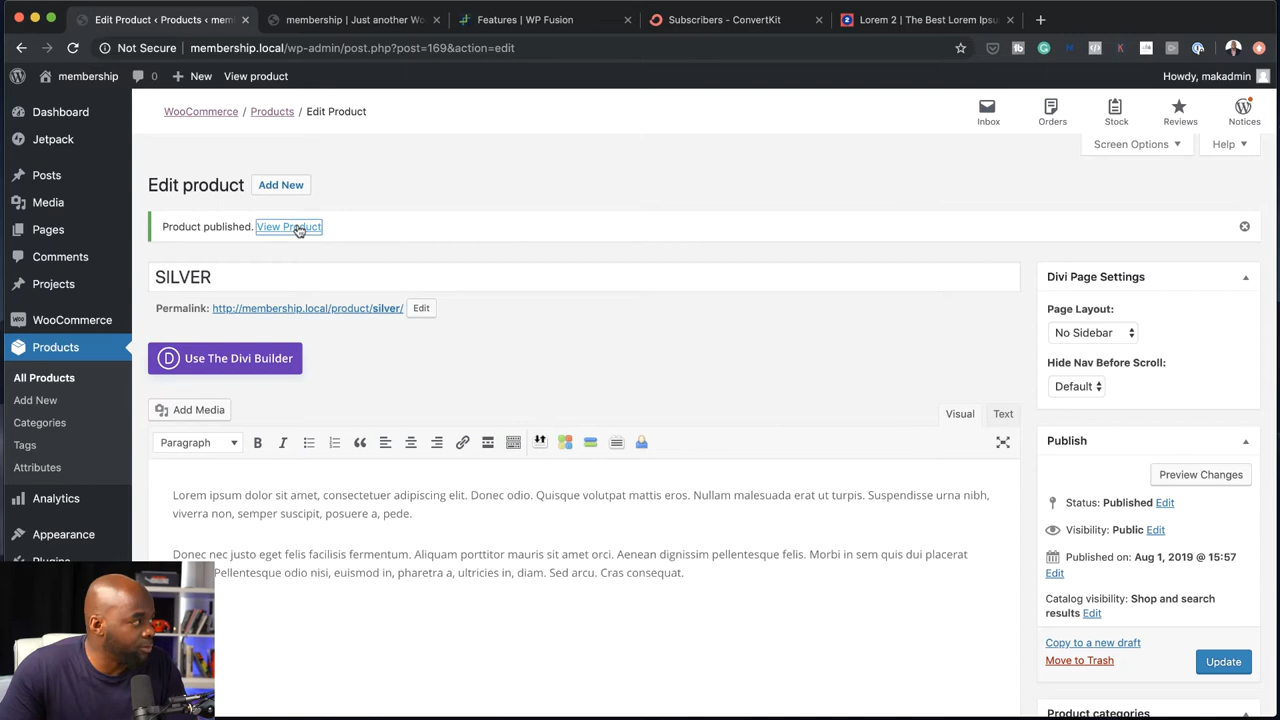 Edit Product ‹ Products ‹ mem
membership | Just another Wo
Features | WP Fusion
Subscribers - ConvertKit
Lorem 2 | The Best Lorem Ipsu
Not Secure | membership.local/wp-admin/post.php?post=169&action=edit
membership 0 New View product
Howdy, makadmin
Dashboard
Jetpack
Posts
Media
Pages
Comments
Projects
WooCommerce
Products
All Products
Add New
Categories
Tags
Attributes
Analytics
Appearance
WooCommerce / Products / Edit Product
Inbox
Orders
Stock
Reviews
Notices
Screen Options
Help
Edit product Add New
Product published. View Product
SILVER
Permalink: http://membership.local/product/silver/ Edit
D Use The Divi Builder
Add Media
Visual Text
Paragraph
Lorem ipsum dolor sit amet, consectetuer adipiscing elit. Donec odio. Quisque volutpat mattis eros. Nullam malesuada erat ut turpis. Suspendisse urna nibh,
viverra non, semper suscipit, posuere a, pede.
Donec nec justo eget felis facilisis fermentum. Aliquam porttitor mauris sit amet orci. Aenean dignissim pellentesque felis. Morbi in sem quis dui placerat
Pellentesque odio nisi, euismod in, pharetra a, ultricies in, diam. Sed arcu. Cras consequat.
Divi Page Settings
Page Layout:
No Sidebar
Hide Nav Before Scroll:
Default
Publish
Preview Changes
Status: Published Edit
Visibility: Public Edit
Published on: Aug 1, 2019 @ 15:57
Edit
Catalog visibility: Shop and search
results Edit
Copy to a new draft
Move to Trash
Update
Product categories